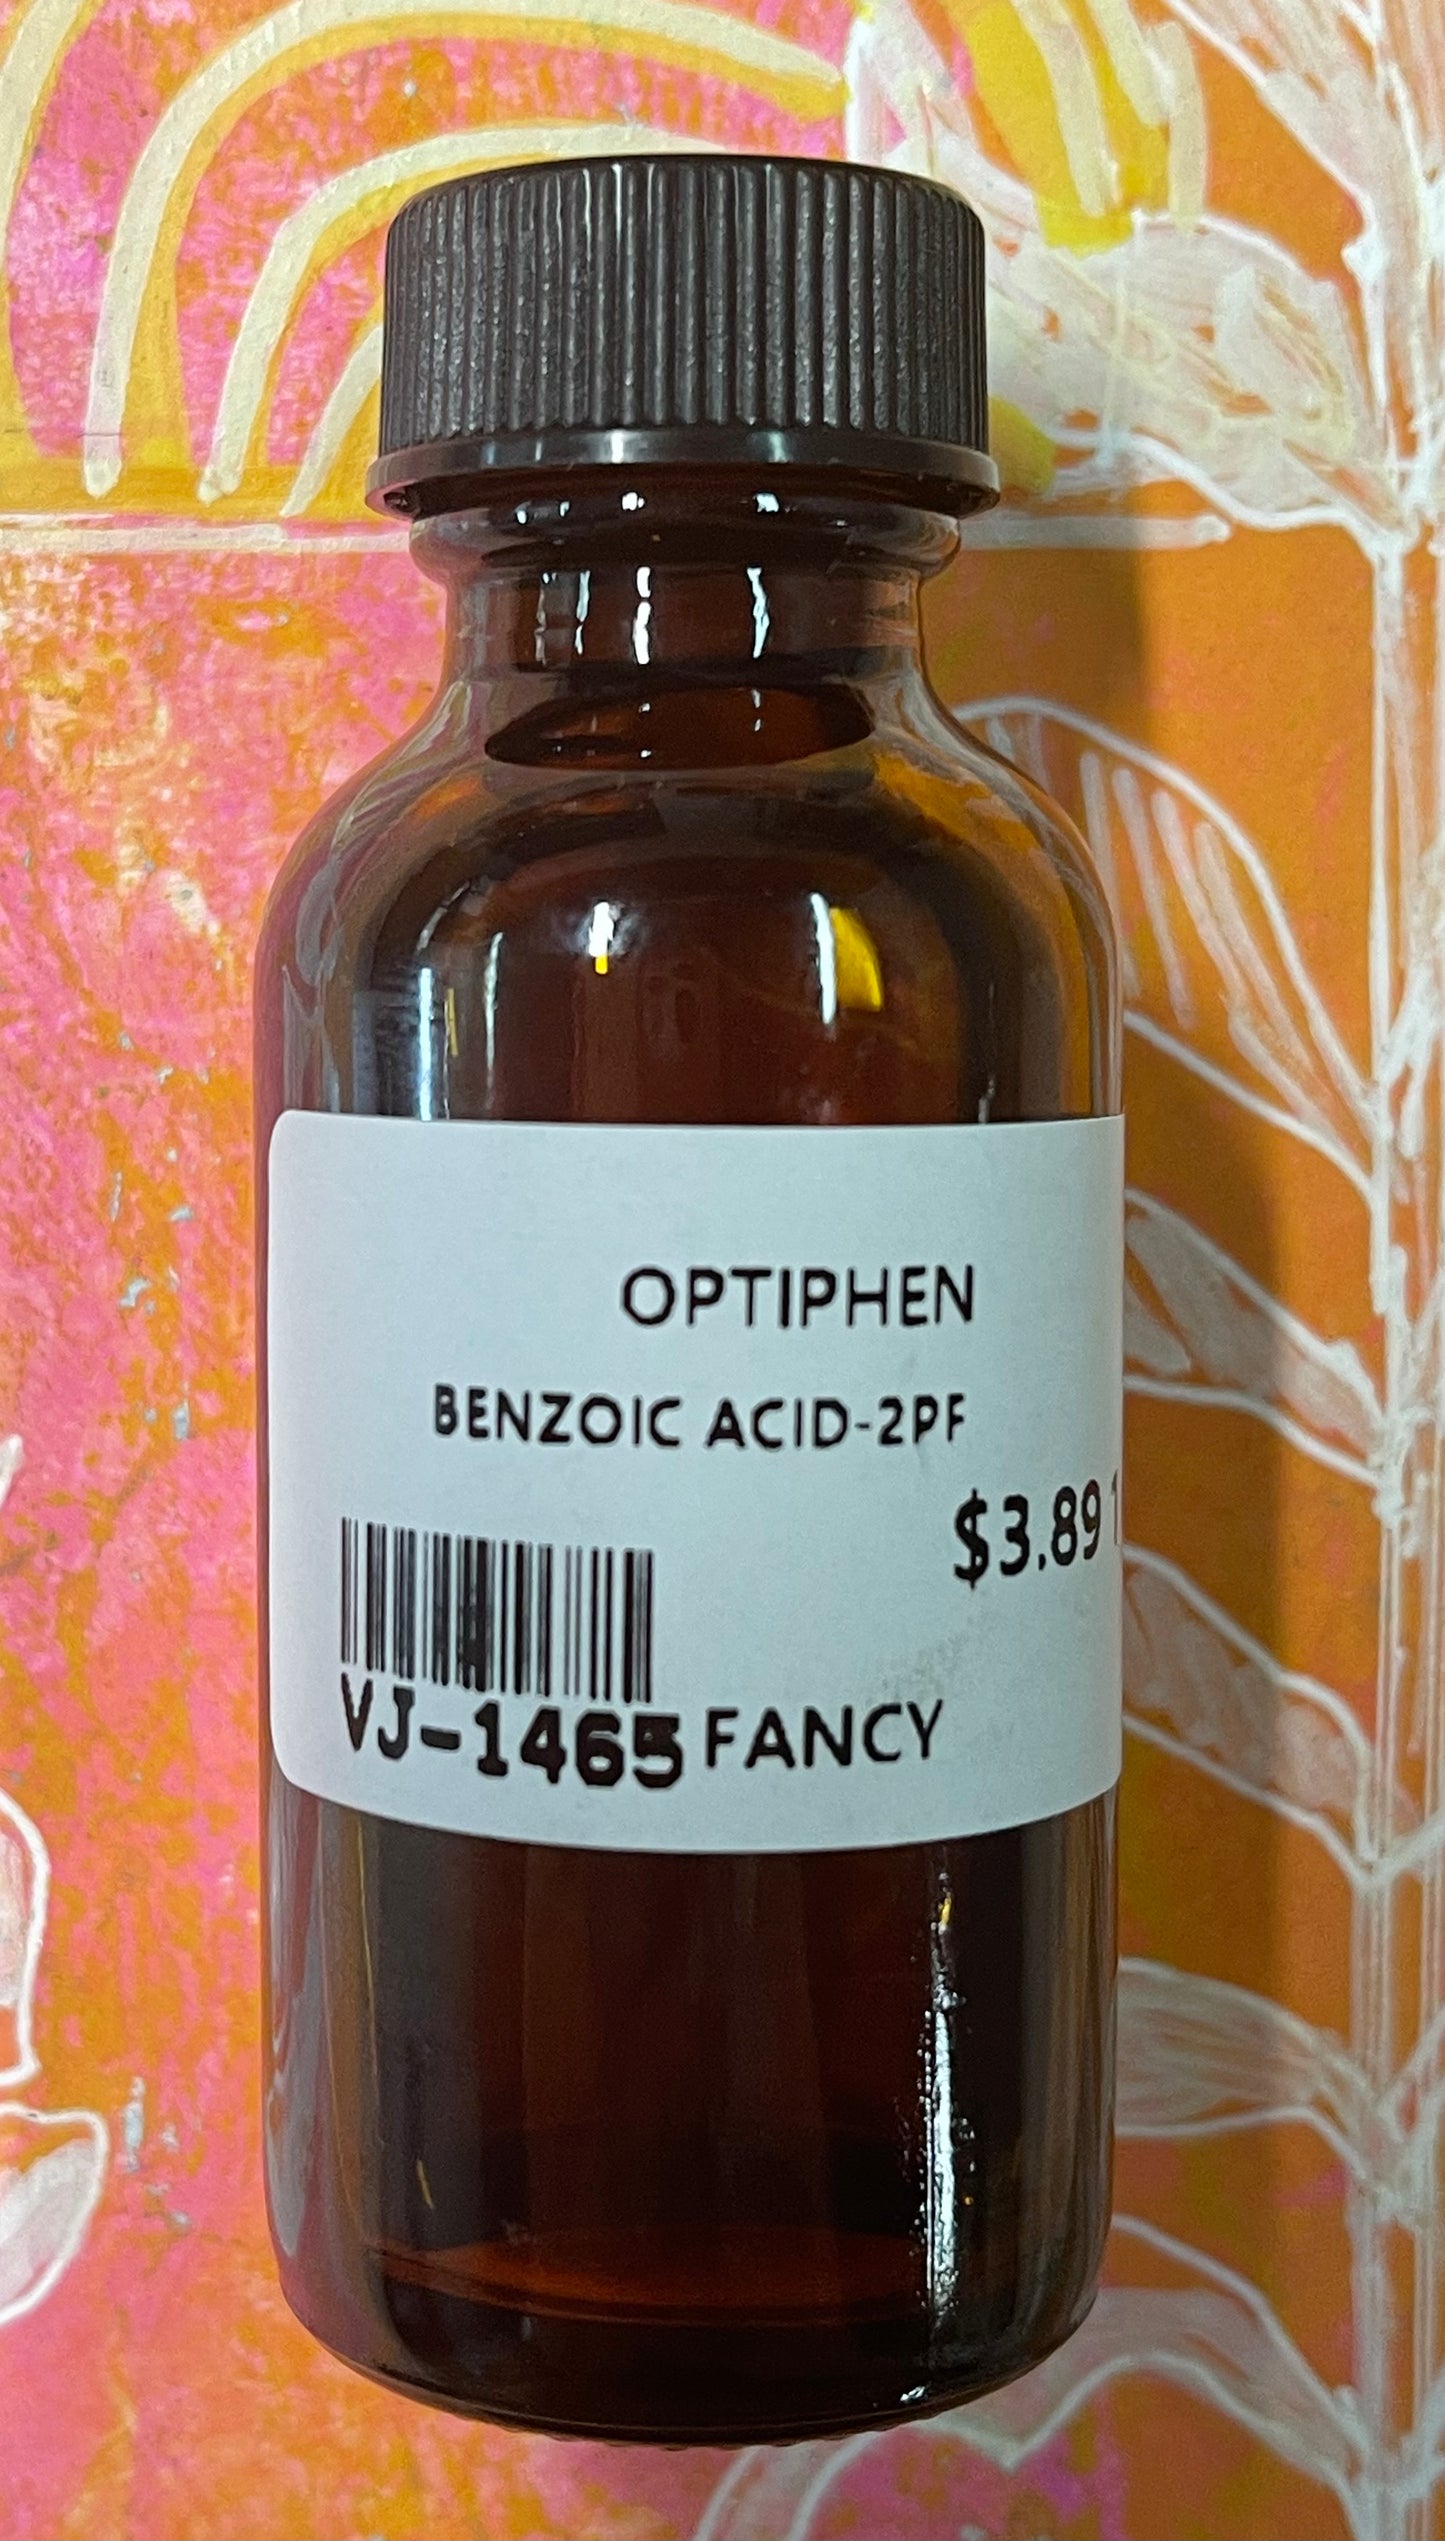 OPTIPHEN
BENZOIC ACID-2PF
$3.89
VJ-1465 FANCY